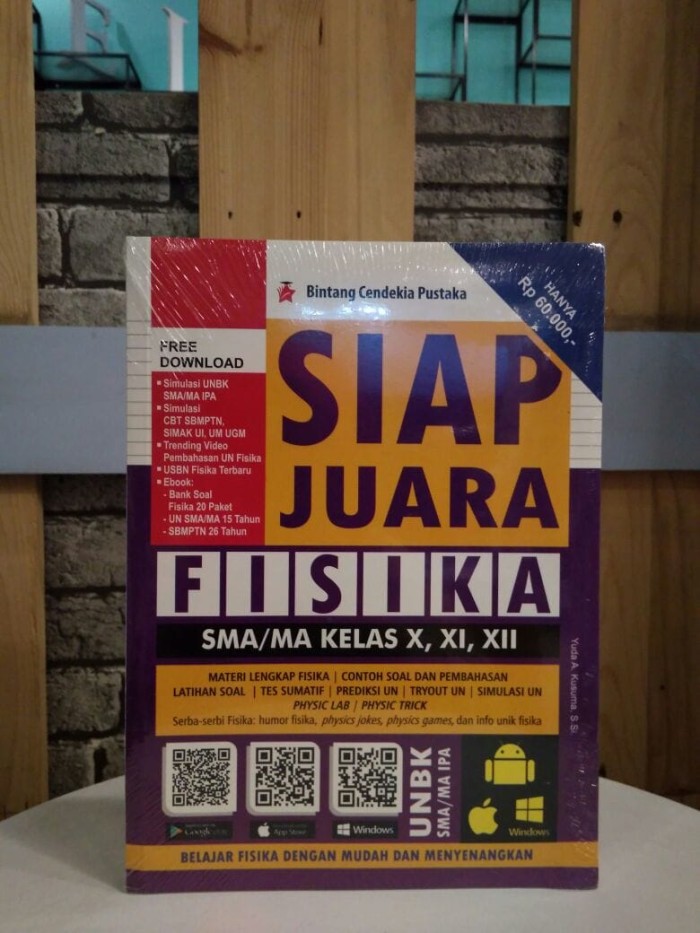 Bintang Cendekia Pustaka
HANYA
Rp 60.000,-
FREE
DOWNLOAD
Simulasi UNBK
SMA/MA IPA
Simulasi
CBT SBMPTN,
SIMAK UI, UM UGM
Trending Video
Pembahasan UN Fisika
USBN Fisika Terbaru
Ebook:
- Bank Soal
Fisika 20 Paket
- UN SMA/MA 15 Tahun
- SBMPTN 26 Tahun
SIAP
JUARA
FISIKA
SMA/MA KELAS X, XI, XII
MATERI LENGKAP FISIKA | CONTOH SOAL DAN PEMBAHASAN
LATIHAN SOAL | TES SUMATIF | PREDIKSI UN | TRYOUT UN | SIMULASI UN
PHYSIC LAB | PHYSIC TRICK
Serba-serbi Fisika: humor fisika, physics jokes, physics games, dan info unik fisika
Yuda A. Kusuma, S.Si.
Google
App Store
Windows
UNBK
SMA/MA IPA
Windows
BELAJAR FISIKA DENGAN MUDAH DAN MENYENANGKAN